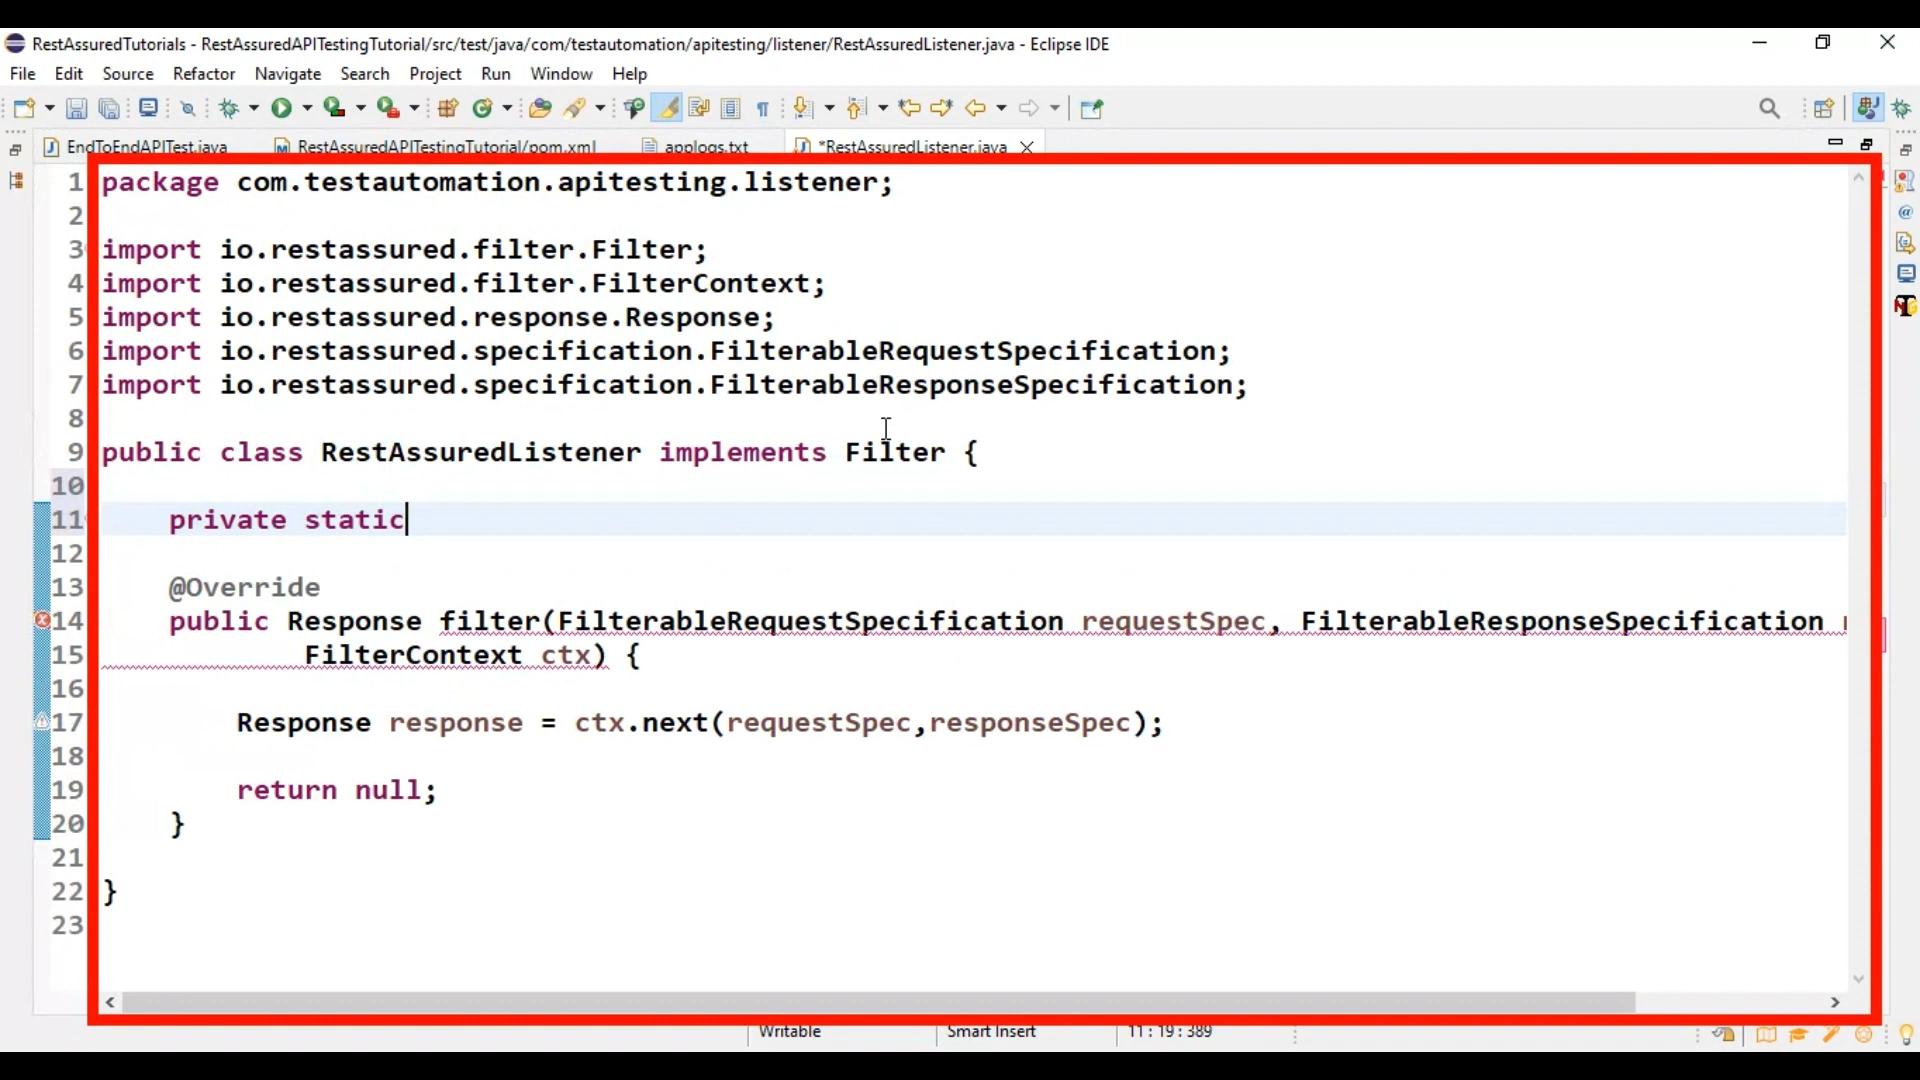 RestAssuredTutorials - RestAssuredAPITestingTutorial/src/test/java/com/testautomation/apitesting/listener/RestAssuredListener.java - Eclipse IDE
File Edit Source Refactor Navigate Search Project Run Window Help
EndToEndAPITest.java RestAssuredAPITestingTutorial/pom.xml applogs.txt *RestAssuredListener.java
1 package com.testautomation.apitesting.listener;
2
3 import io.restassured.filter.Filter;
4 import io.restassured.filter.FilterContext;
5 import io.restassured.response.Response;
6 import io.restassured.specification.FilterableRequestSpecification;
7 import io.restassured.specification.FilterableResponseSpecification;
8
9 public class RestAssuredListener implements Filter {
10
11 private static
12
13 @Override
14 public Response filter(FilterableRequestSpecification requestSpec, FilterableResponseSpecification
15 FilterContext ctx) {
16
17 Response response = ctx.next(requestSpec,responseSpec);
18
19 return null;
20 }
21
22 }
23
Writable Smart Insert 11 : 19 : 389